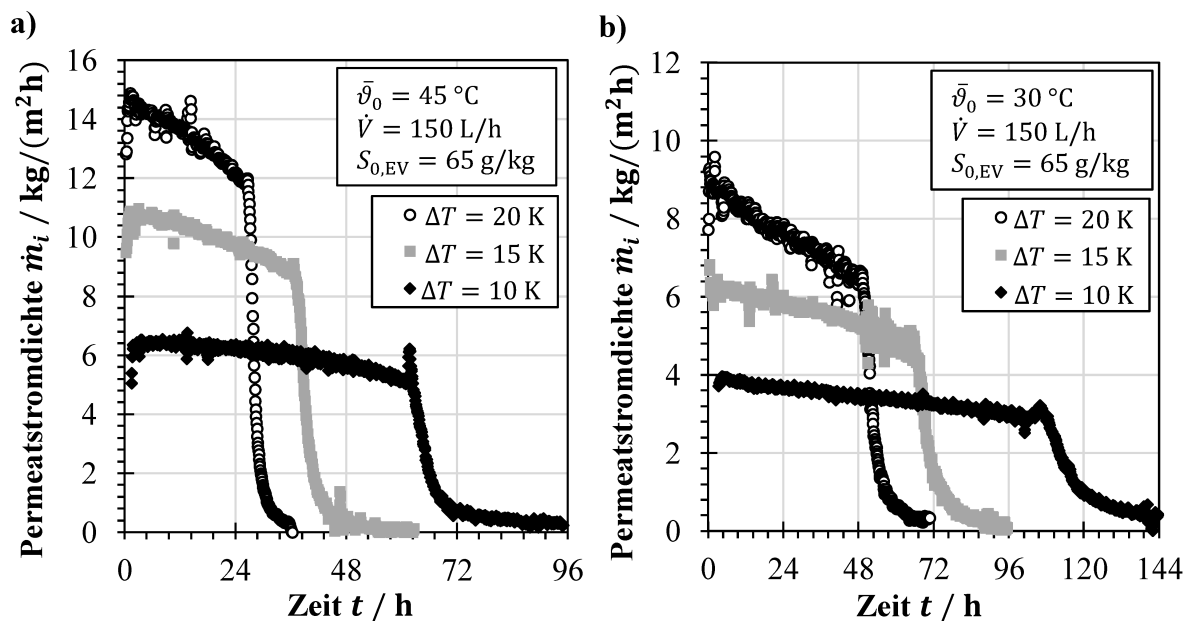 a)
Permeatstromdichte ṁᵢ / kg/(m²h)
16
14
12
10
8
6
4
2
0
0 24 48 72 96
Zeit t / h
ϑ̄₀ = 45 °C
V̇ = 150 L/h
S₀,EV = 65 g/kg
ΔT = 20 K
ΔT = 15 K
ΔT = 10 K
b)
Permeatstromdichte ṁᵢ / kg/(m²h)
12
10
8
6
4
2
0
0 24 48 72 96 120 144
Zeit t / h
ϑ̄₀ = 30 °C
V̇ = 150 L/h
S₀,EV = 65 g/kg
ΔT = 20 K
ΔT = 15 K
ΔT = 10 K